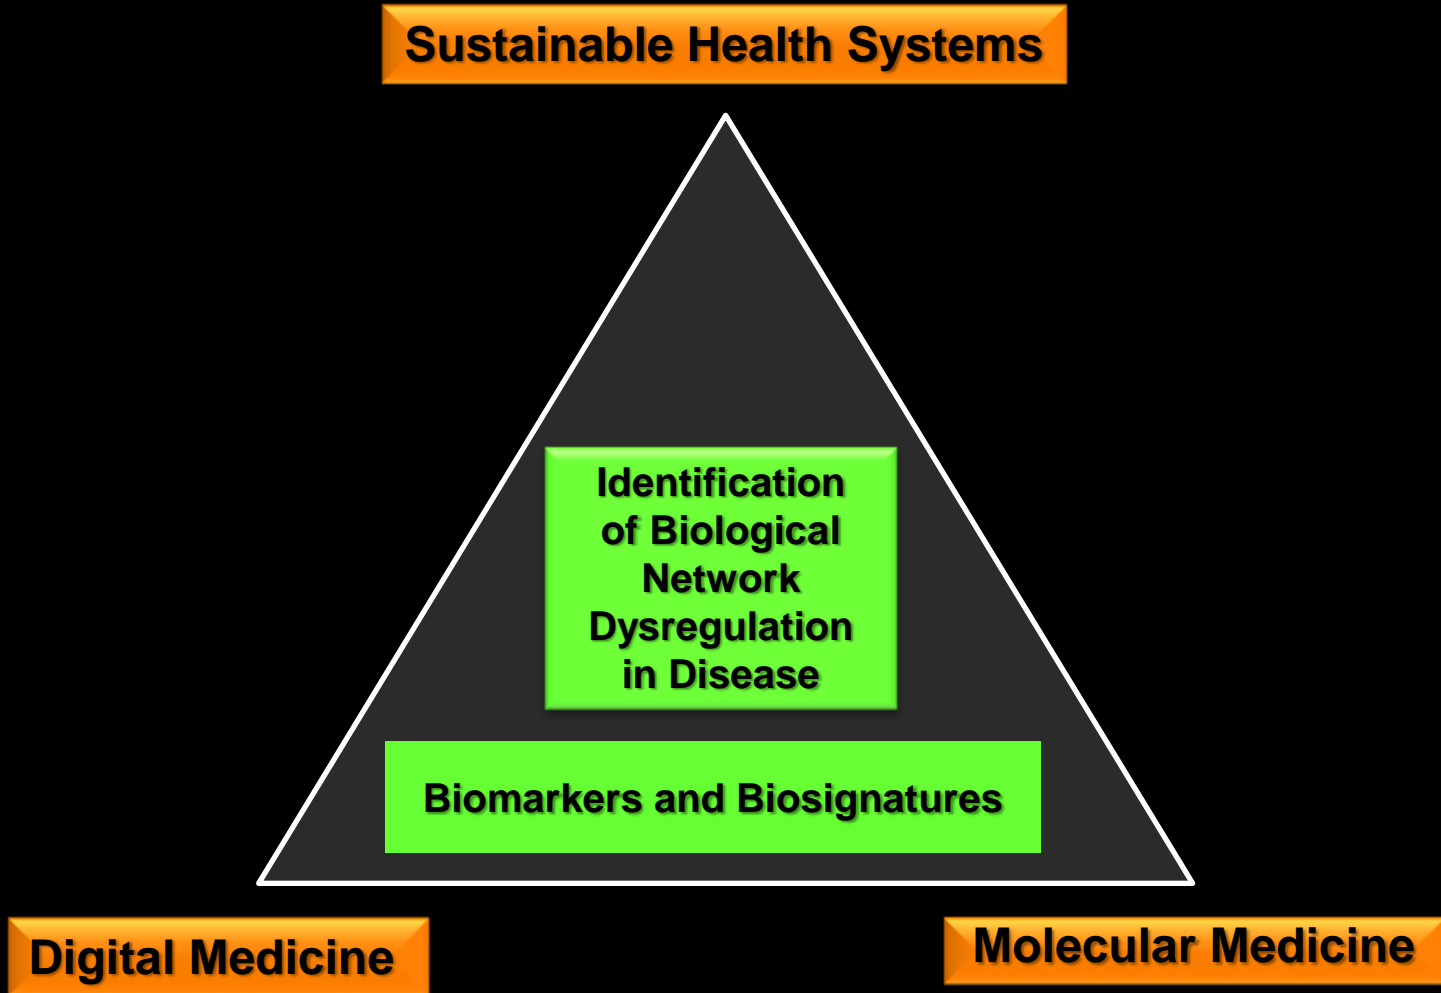 Sustainable Health Systems
Identification
of Biological
Network
Dysregulation
in Disease
Biomarkers and Biosignatures
Digital Medicine
Molecular Medicine